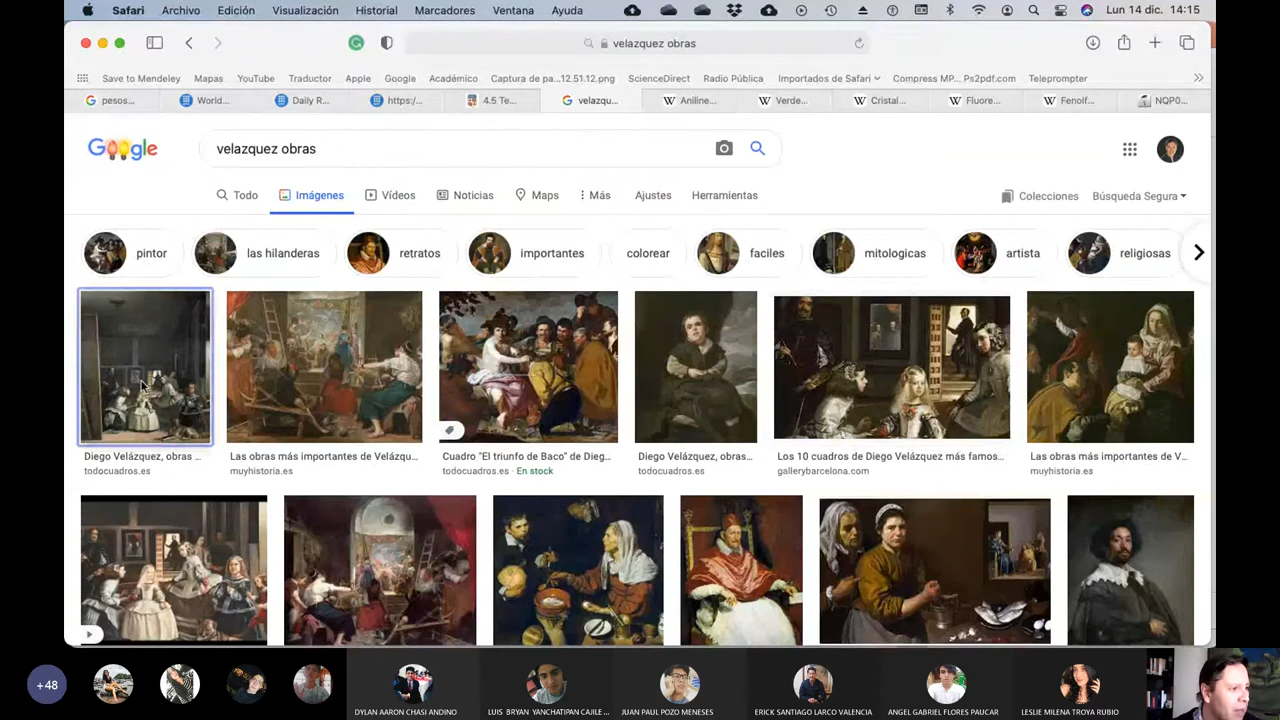 Safari Archivo Edición Visualización Historial Marcadores Ventana Ayuda Lun 14 dic. 14:15
velazquez obras
Save to Mendeley Mapas YouTube Traductor Apple Google Académico Captura de pa...12.51.12.png ScienceDirect Radio Pública Importados de Safari Compress MP... Ps2pdf.com Teleprompter
pesos... World... Daily R... https:/... 4.5 Te... velazqu... Aniline... Verde... Cristal... Fluore... Fenolf... NQP0...
Google velazquez obras
Todo Imágenes Vídeos Noticias Maps Más Ajustes Herramientas Colecciones Búsqueda Segura
pintor las hilanderas retratos importantes colorear faciles mitologicas artista religiosas
Diego Velázquez, obras ... Las obras más importantes de Velázqu... Cuadro "El triunfo de Baco" de Dieg... Diego Velázquez, obras... Los 10 cuadros de Diego Velázquez más famos... Las obras más importantes de V...
todocuadros.es muyhistoria.es todocuadros.es · En stock todocuadros.es gallerybarcelona.com muyhistoria.es
+48
DYLAN AARON CHASI ANDINO LUIS BRYAN YANCHATIPAN CAJILE ... JUAN PAUL POZO MENESES ERICK SANTIAGO LARCO VALENCIA ANGEL GABRIEL FLORES PAUCAR LESLIE MILENA TROYA RUBIO